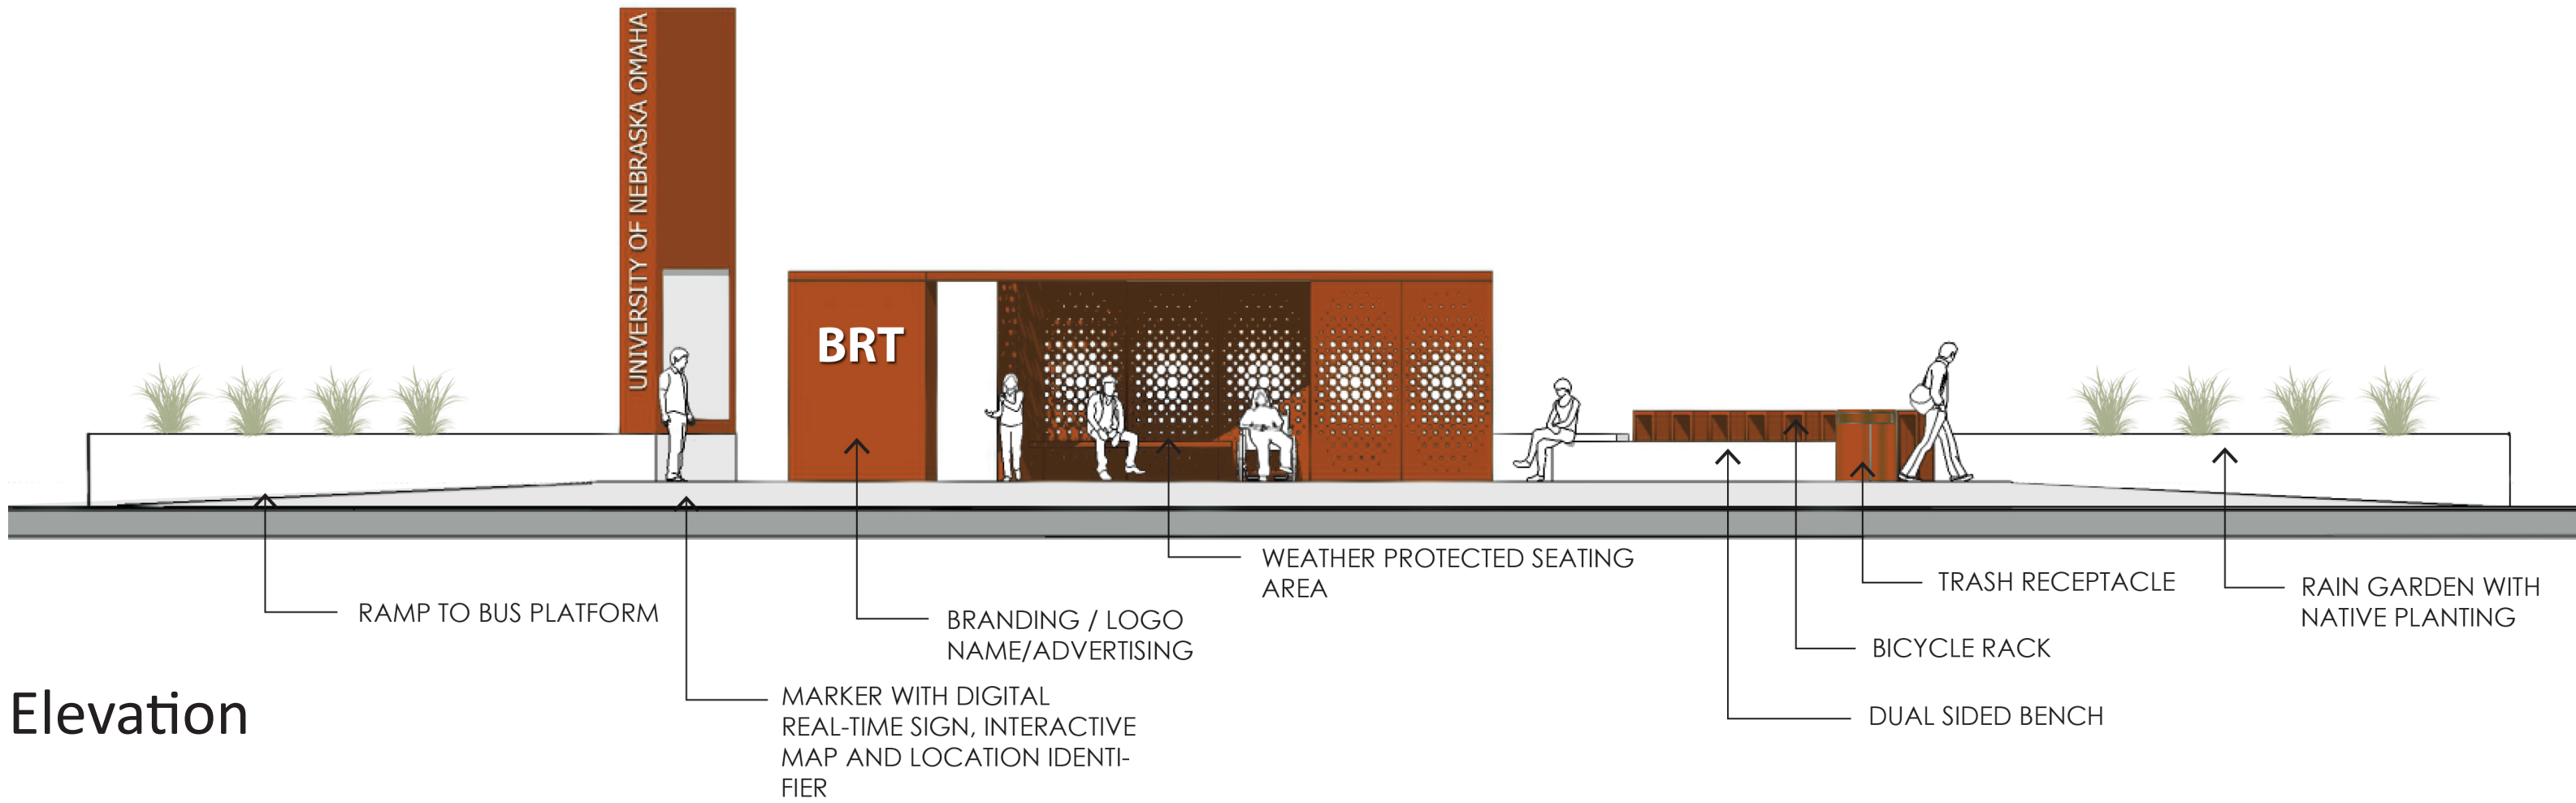 UNIVERSITY OF NEBRASKA OMAHA
BRT
WEATHER PROTECTED SEATING
AREA
TRASH RECEPTACLE
RAIN GARDEN WITH
NATIVE PLANTING
RAMP TO BUS PLATFORM
BRANDING / LOGO
NAME/ADVERTISING
BICYCLE RACK
MARKER WITH DIGITAL
REAL-TIME SIGN, INTERACTIVE
MAP AND LOCATION IDENTI-
FIER
DUAL SIDED BENCH
Elevation